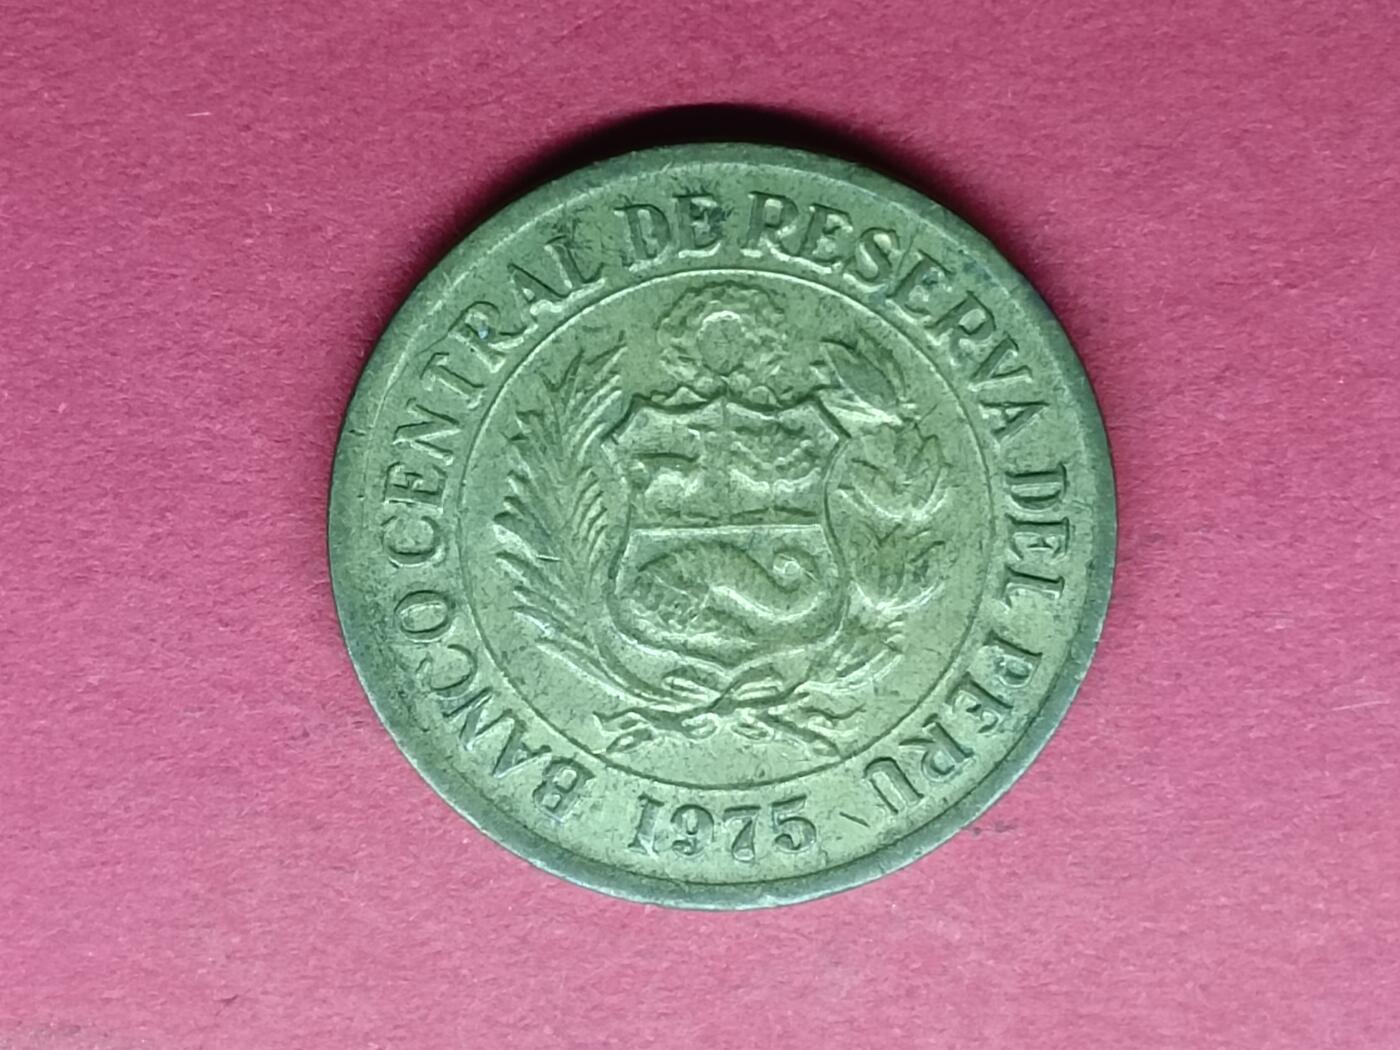 BANCO CENTRAL DE RESERVA DEL PERU
1975